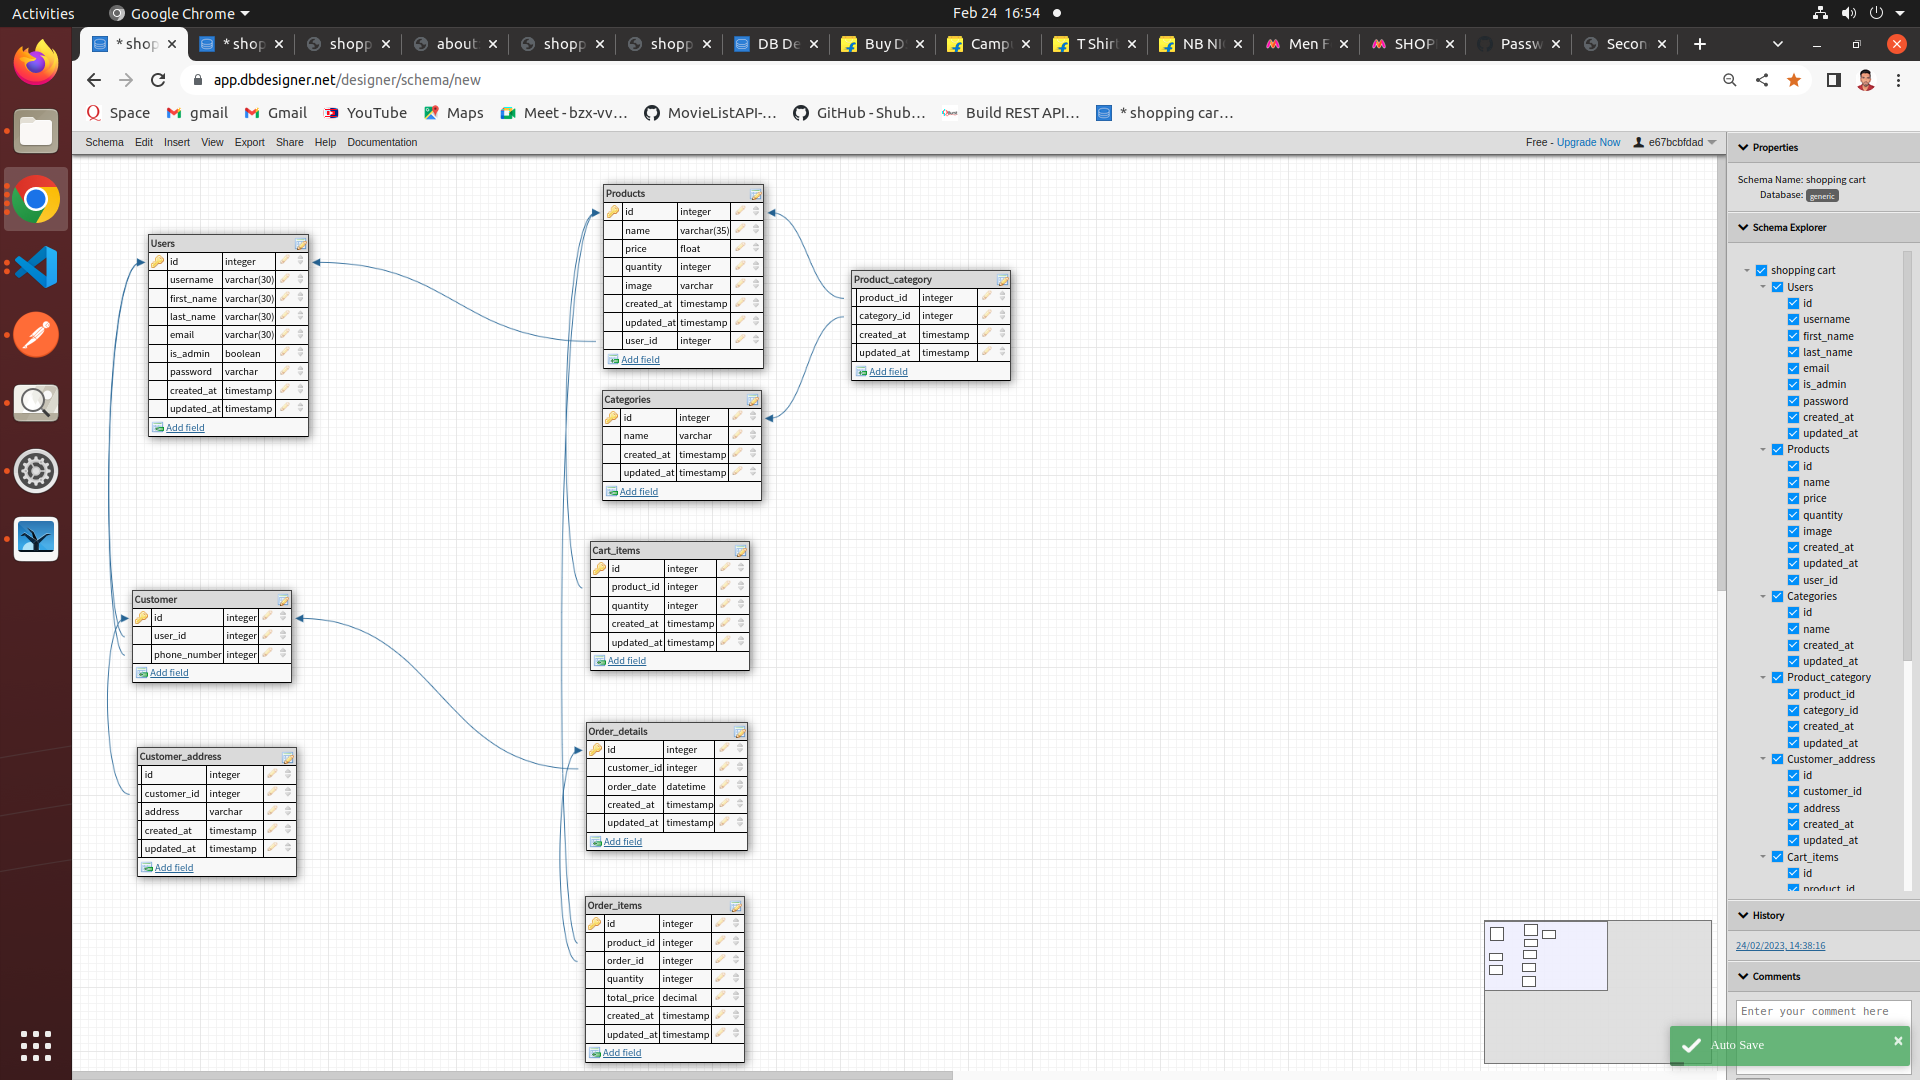 Activities
Google Chrome
Feb 24 16:54
* shop
* shop
shopp
about:
shopp
shopp
DB De
Buy D
Camp
T Shirt
NB NI
Men F
SHOP
Passw
Secon
app.dbdesigner.net/designer/schema/new
Space
gmail
Gmail
YouTube
Maps
Meet - bzx-vv...
MovieListAPI-...
GitHub - Shub...
Build REST API...
* shopping car...
Schema
Edit
Insert
View
Export
Share
Help
Documentation
Free - Upgrade Now
e67bcbfdad
Users
id integer
username varchar(30)
first_name varchar(30)
last_name varchar(30)
email varchar(30)
is_admin boolean
password varchar
created_at timestamp
updated_at timestamp
Add field
Products
id integer
name varchar(35)
price float
quantity integer
image varchar
created_at timestamp
updated_at timestamp
user_id integer
Add field
Product_category
product_id integer
category_id integer
created_at timestamp
updated_at timestamp
Add field
Categories
id integer
name varchar
created_at timestamp
updated_at timestamp
Add field
Cart_items
id integer
product_id integer
quantity integer
created_at timestamp
updated_at timestamp
Add field
Customer
id integer
user_id integer
phone_number integer
Add field
Customer_address
id integer
customer_id integer
address varchar
created_at timestamp
updated_at timestamp
Add field
Order_details
id integer
customer_id integer
order_date datetime
created_at timestamp
updated_at timestamp
Add field
Order_items
id integer
product_id integer
order_id integer
quantity integer
total_price decimal
created_at timestamp
updated_at timestamp
Add field
Properties
Schema Name: shopping cart
Database: generic
Schema Explorer
shopping cart
Users
id
username
first_name
last_name
email
is_admin
password
created_at
updated_at
Products
id
name
price
quantity
image
created_at
updated_at
user_id
Categories
id
name
created_at
updated_at
Product_category
product_id
category_id
created_at
updated_at
Customer_address
id
customer_id
address
created_at
updated_at
Cart_items
id
product_id
History
24/02/2023, 14:38:16
Comments
Enter your comment here
Auto Save